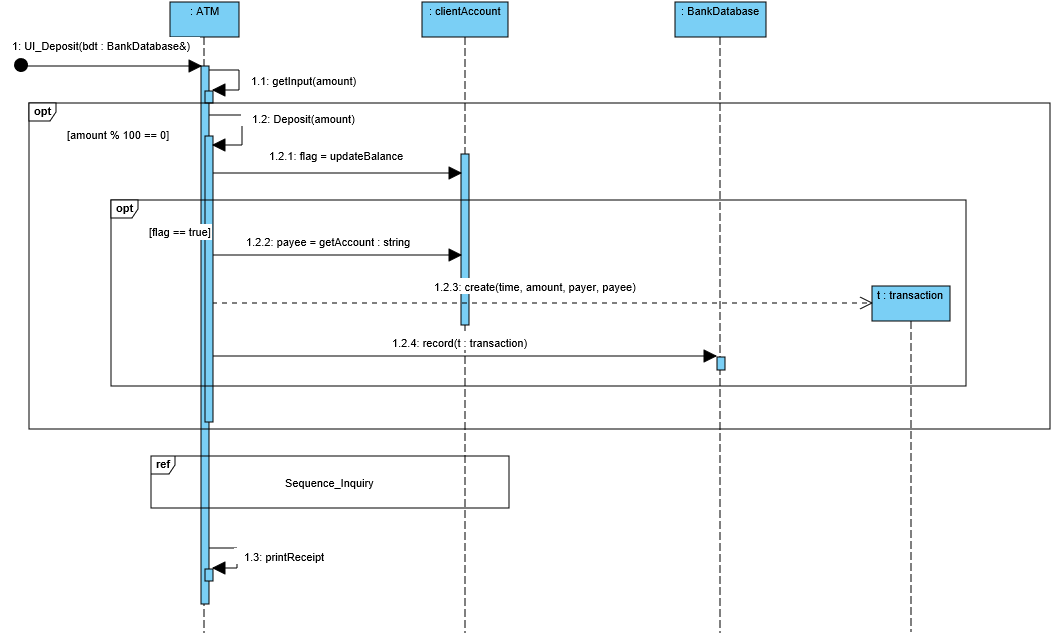 : ATM
: clientAccount
: BankDatabase
1: UI_Deposit(bdt : BankDatabase&)
1.1: getInput(amount)
opt
1.2: Deposit(amount)
[amount % 100 == 0]
1.2.1: flag = updateBalance
opt
[flag == true]
1.2.2: payee = getAccount : string
1.2.3: create(time, amount, payer, payee)
t : transaction
1.2.4: record(t : transaction)
ref
Sequence_Inquiry
1.3: printReceipt